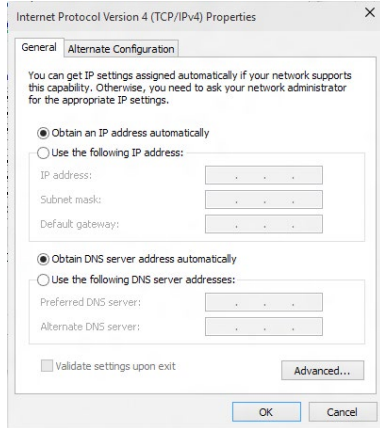 Internet Protocol Version 4 (TCP/IPv4) Properties
General
Alternate Configuration
You can get IP settings assigned automatically if your network supports
this capability. Otherwise, you need to ask your network administrator
for the appropriate IP settings.
Obtain an IP address automatically
Use the following IP address:
IP address:
Subnet mask:
Default gateway:
Obtain DNS server address automatically
Use the following DNS server addresses:
Preferred DNS server:
Alternate DNS server:
Validate settings upon exit
Advanced...
OK
Cancel